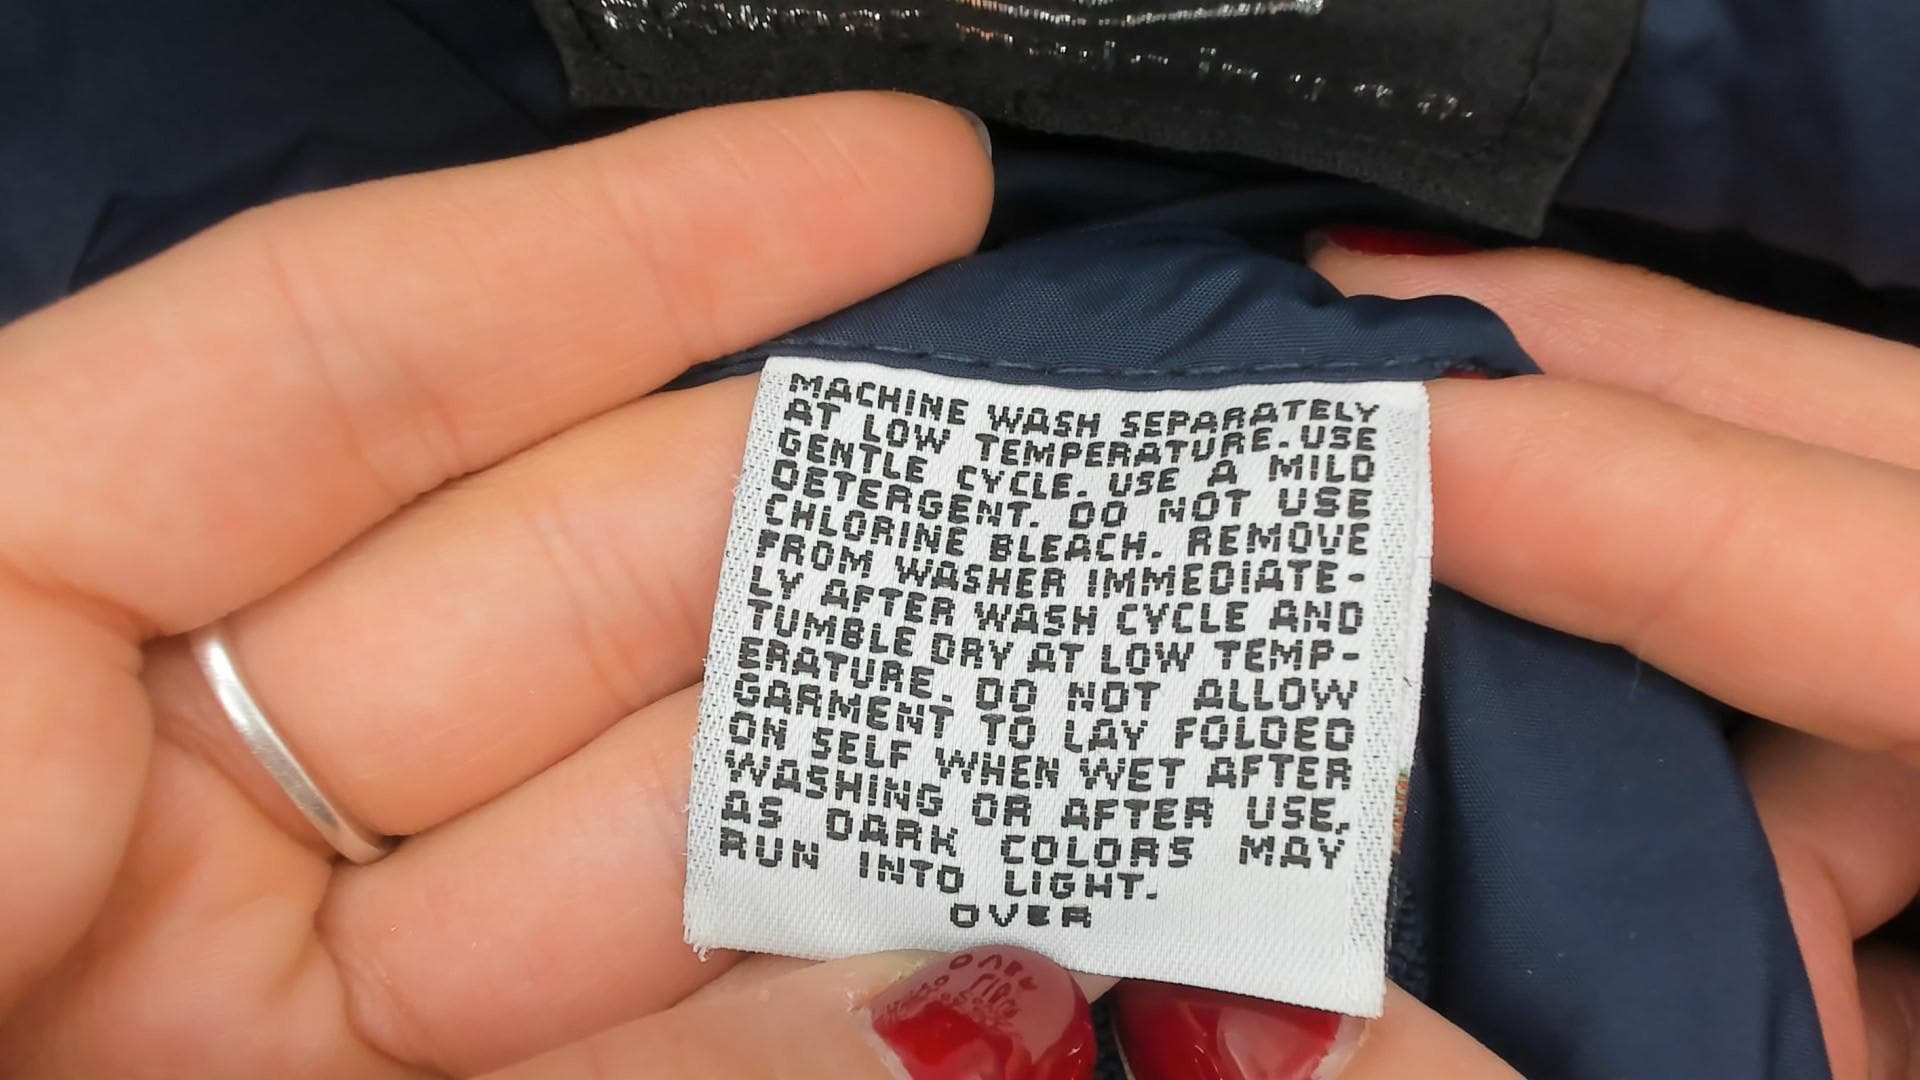 MACHINE WASH SEPARATELY
AT LOW TEMPERATURE. USE
GENTLE CYCLE. USE A MILD
DETERGENT. DO NOT USE
CHLORINE BLEACH. REMOVE
FROM WASHER IMMEDIATE-
LY AFTER WASH CYCLE AND
TUMBLE DRY AT LOW TEMP-
ERATURE. DO NOT ALLOW
GARMENT TO LAY FOLDED
ON SELF WHEN WET AFTER
WASHING OR AFTER USE,
AS DARK COLORS MAY
RUN INTO LIGHT.
OVER